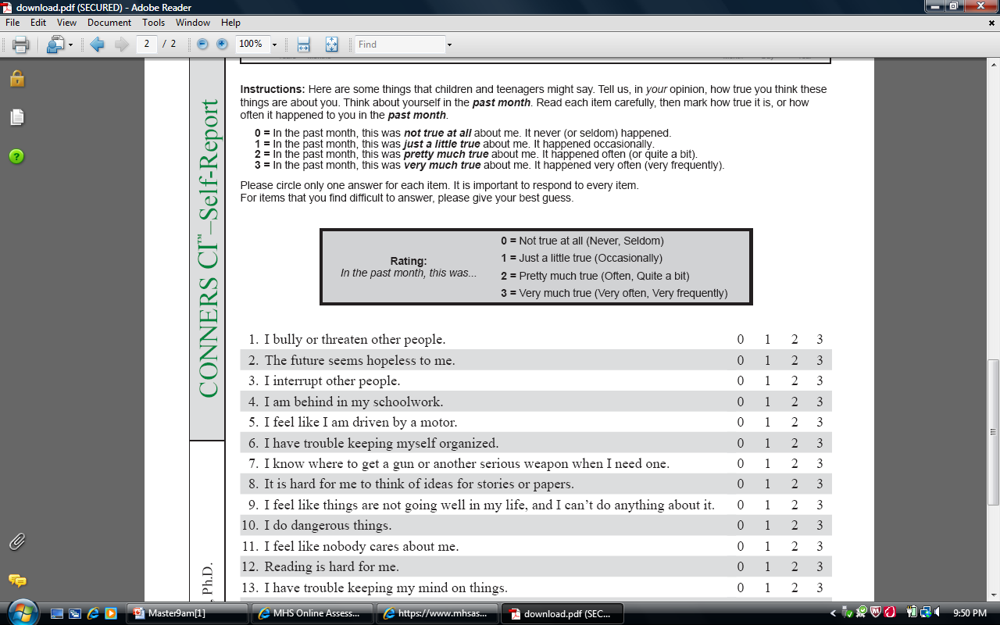 download.pdf (SECURED) - Adobe Reader
File Edit View Document Tools Window Help
2 / 2 100% Find
CONNERS CI™–Self-Report
, Ph.D.
Instructions: Here are some things that children and teenagers might say. Tell us, in your opinion, how true you think these
things are about you. Think about yourself in the past month. Read each item carefully, then mark how true it is, or how
often it happened to you in the past month.
0 = In the past month, this was not true at all about me. It never (or seldom) happened.
1 = In the past month, this was just a little true about me. It happened occasionally.
2 = In the past month, this was pretty much true about me. It happened often (or quite a bit).
3 = In the past month, this was very much true about me. It happened very often (very frequently).
Please circle only one answer for each item. It is important to respond to every item.
For items that you find difficult to answer, please give your best guess.
Rating:
In the past month, this was...
0 = Not true at all (Never, Seldom)
1 = Just a little true (Occasionally)
2 = Pretty much true (Often, Quite a bit)
3 = Very much true (Very often, Very frequently)
1. I bully or threaten other people. 0 1 2 3
2. The future seems hopeless to me. 0 1 2 3
3. I interrupt other people. 0 1 2 3
4. I am behind in my schoolwork. 0 1 2 3
5. I feel like I am driven by a motor. 0 1 2 3
6. I have trouble keeping myself organized. 0 1 2 3
7. I know where to get a gun or another serious weapon when I need one. 0 1 2 3
8. It is hard for me to think of ideas for stories or papers. 0 1 2 3
9. I feel like things are not going well in my life, and I can’t do anything about it. 0 1 2 3
10. I do dangerous things. 0 1 2 3
11. I feel like nobody cares about me. 0 1 2 3
12. Reading is hard for me. 0 1 2 3
13. I have trouble keeping my mind on things. 0 1 2 3
Master9am[1] MHS Online Assess... https://www.mhsas... download.pdf (SEC... 9:50 PM